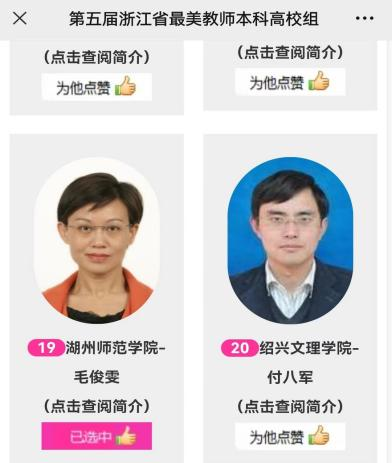 第五届浙江省最美教师本科高校组
(点击查阅简介)
为他点赞
(点击查阅简介)
为他点赞
19 湖州师范学院-
毛俊雯
(点击查阅简介)
已选中
20 绍兴文理学院-
付八军
(点击查阅简介)
为他点赞